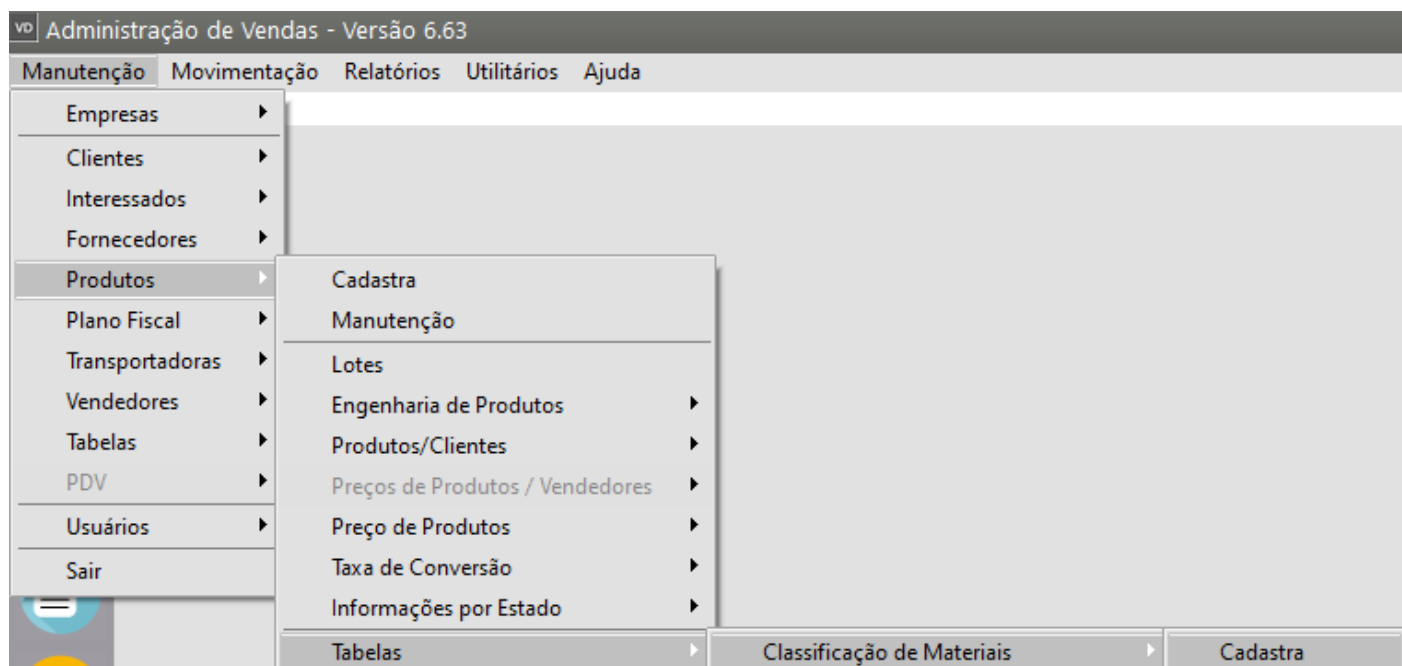 VD Administração de Vendas - Versão 6.63
Manutenção Movimentação Relatórios Utilitários Ajuda
Empresas
Clientes
Interessados
Fornecedores
Produtos
Plano Fiscal
Transportadoras
Vendedores
Tabelas
PDV
Usuários
Sair
Cadastra
Manutenção
Lotes
Engenharia de Produtos
Produtos/Clientes
Preços de Produtos / Vendedores
Preço de Produtos
Taxa de Conversão
Informações por Estado
Tabelas
Classificação de Materiais
Cadastra